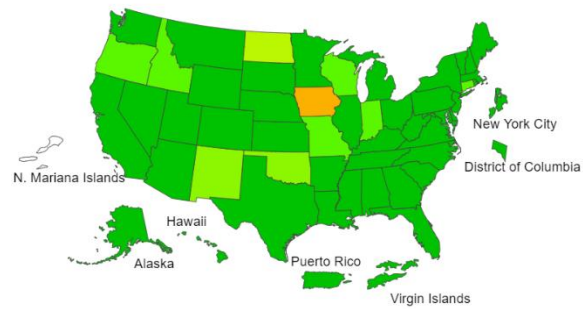 New York City
District of Columbia
N. Mariana Islands
Hawaii
Alaska
Puerto Rico
Virgin Islands